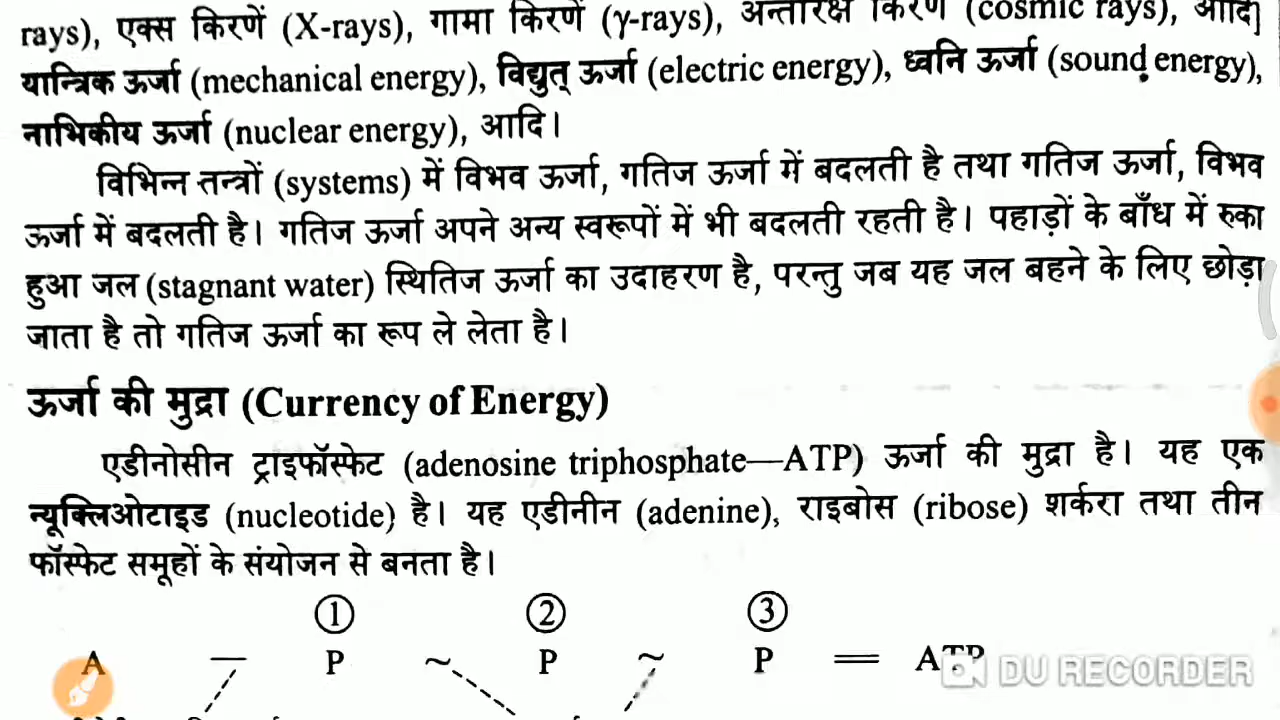 rays), एक्स किरणें (X-rays), गामा किरणें (γ-rays), अन्तरिक्ष किरणें (cosmic rays), आदि]
यान्त्रिक ऊर्जा (mechanical energy), विद्युत् ऊर्जा (electric energy), ध्वनि ऊर्जा (sound energy),
नाभिकीय ऊर्जा (nuclear energy), आदि।
विभिन्न तन्त्रों (systems) में विभव ऊर्जा, गतिज ऊर्जा में बदलती है तथा गतिज ऊर्जा, विभव
ऊर्जा में बदलती है। गतिज ऊर्जा अपने अन्य स्वरूपों में भी बदलती रहती है। पहाड़ों के बाँध में रुका
हुआ जल (stagnant water) स्थितिज ऊर्जा का उदाहरण है, परन्तु जब यह जल बहने के लिए छोड़ा
जाता है तो गतिज ऊर्जा का रूप ले लेता है।
ऊर्जा की मुद्रा (Currency of Energy)
एडीनोसीन ट्राइफॉस्फेट (adenosine triphosphate—ATP) ऊर्जा की मुद्रा है। यह एक
न्यूक्लिओटाइड (nucleotide) है। यह एडीनीन (adenine), राइबोस (ribose) शर्करा तथा तीन
फॉस्फेट समूहों के संयोजन से बनता है।
① ② ③
A — P ~ P ~ P = ATP
DU RECORDER